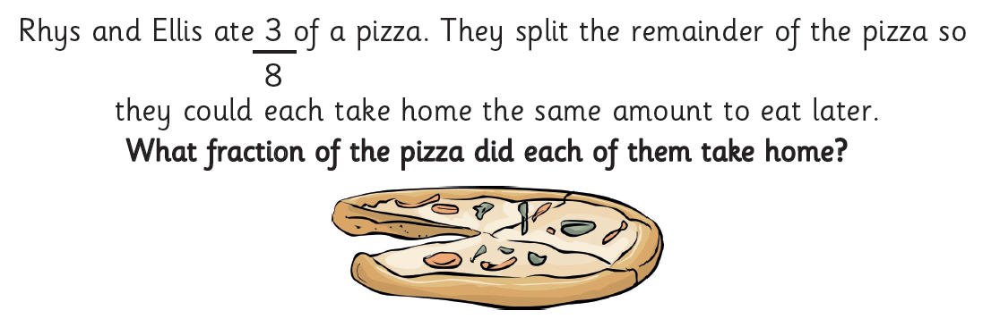 Rhys and Ellis ate 3/8 of a pizza. They split the remainder of the pizza so
they could each take home the same amount to eat later.
What fraction of the pizza did each of them take home?